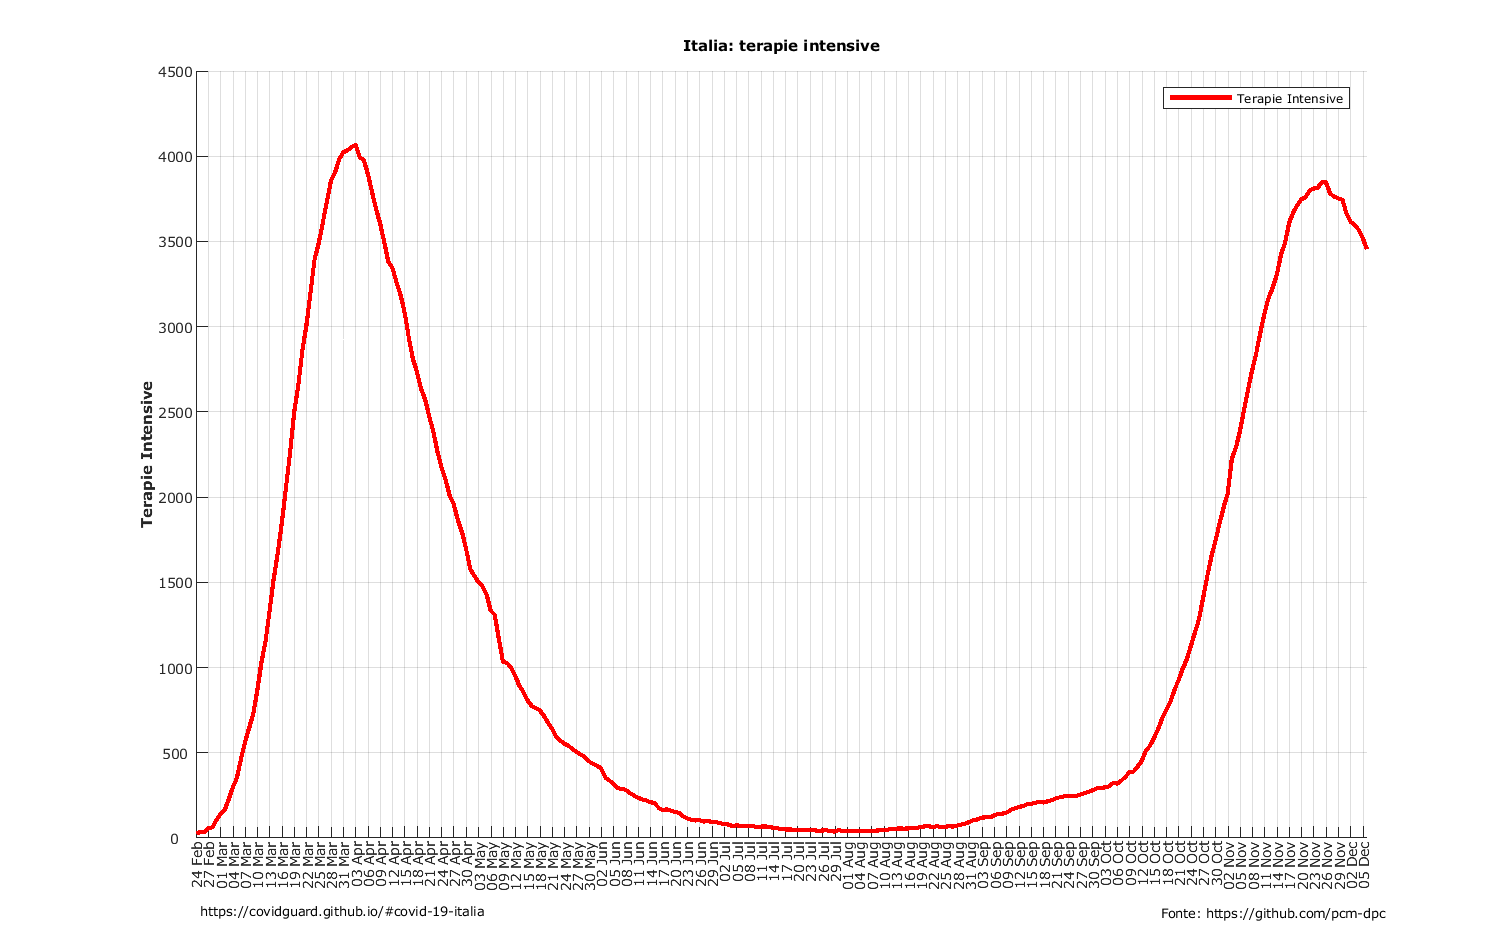 Italia: terapie intensive
Terapie Intensive
Terapie Intensive
4500
4000
3500
3000
2500
2000
1500
1000
500
0
24 Feb
27 Feb
01 Mar
04 Mar
07 Mar
10 Mar
13 Mar
16 Mar
19 Mar
22 Mar
25 Mar
28 Mar
31 Mar
03 Apr
06 Apr
09 Apr
12 Apr
15 Apr
18 Apr
21 Apr
24 Apr
27 Apr
30 Apr
03 May
06 May
09 May
12 May
15 May
18 May
21 May
24 May
27 May
30 May
02 Jun
05 Jun
08 Jun
11 Jun
14 Jun
17 Jun
20 Jun
23 Jun
26 Jun
29 Jun
02 Jul
05 Jul
08 Jul
11 Jul
14 Jul
17 Jul
20 Jul
23 Jul
26 Jul
29 Jul
01 Aug
04 Aug
07 Aug
10 Aug
13 Aug
16 Aug
19 Aug
22 Aug
25 Aug
28 Aug
31 Aug
03 Sep
06 Sep
09 Sep
12 Sep
15 Sep
18 Sep
21 Sep
24 Sep
27 Sep
30 Sep
03 Oct
06 Oct
09 Oct
12 Oct
15 Oct
18 Oct
21 Oct
24 Oct
27 Oct
30 Oct
02 Nov
05 Nov
08 Nov
11 Nov
14 Nov
17 Nov
20 Nov
23 Nov
26 Nov
29 Nov
02 Dec
05 Dec
https://covidguard.github.io/#covid-19-italia
Fonte: https://github.com/pcm-dpc